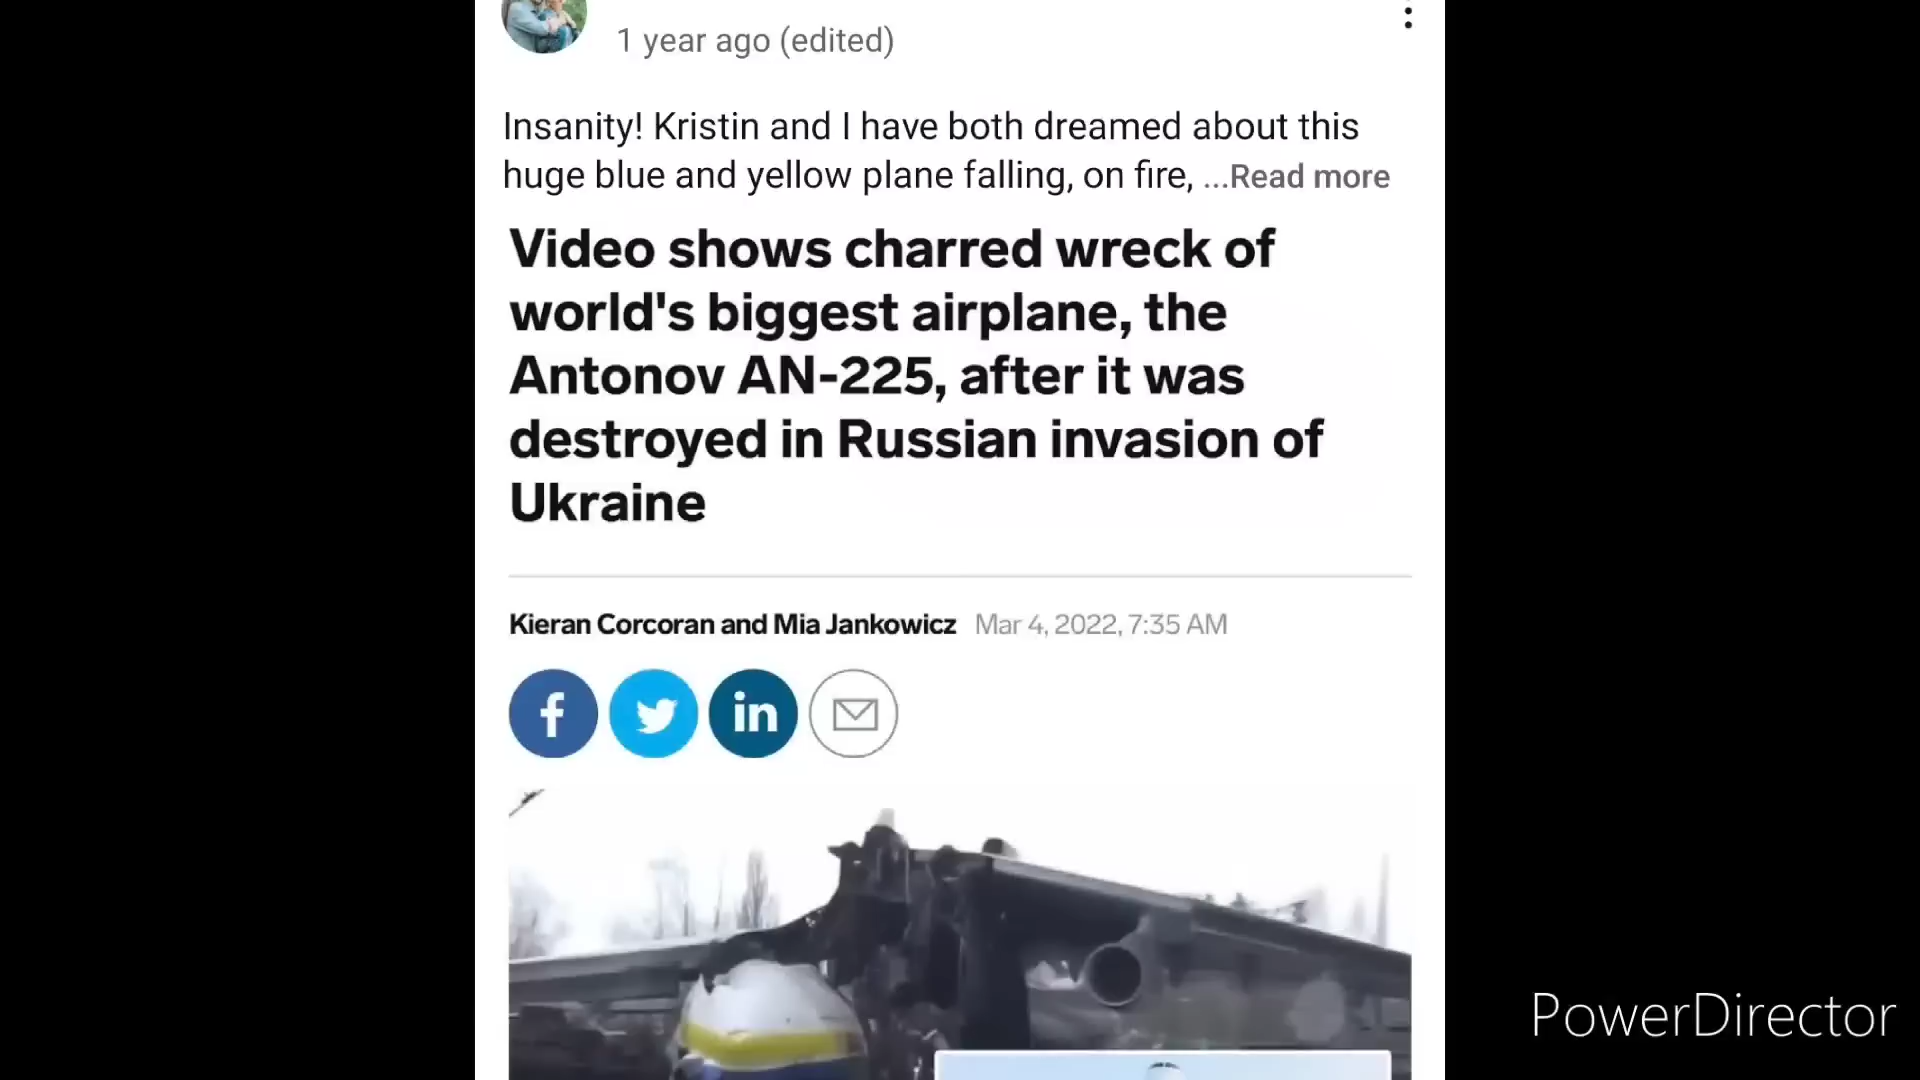 1 year ago (edited)
Insanity! Kristin and I have both dreamed about this
huge blue and yellow plane falling, on fire, ...Read more
Video shows charred wreck of
world's biggest airplane, the
Antonov AN-225, after it was
destroyed in Russian invasion of
Ukraine
Kieran Corcoran and Mia Jankowicz Mar 4, 2022, 7:35 AM
f
in
PowerDirector